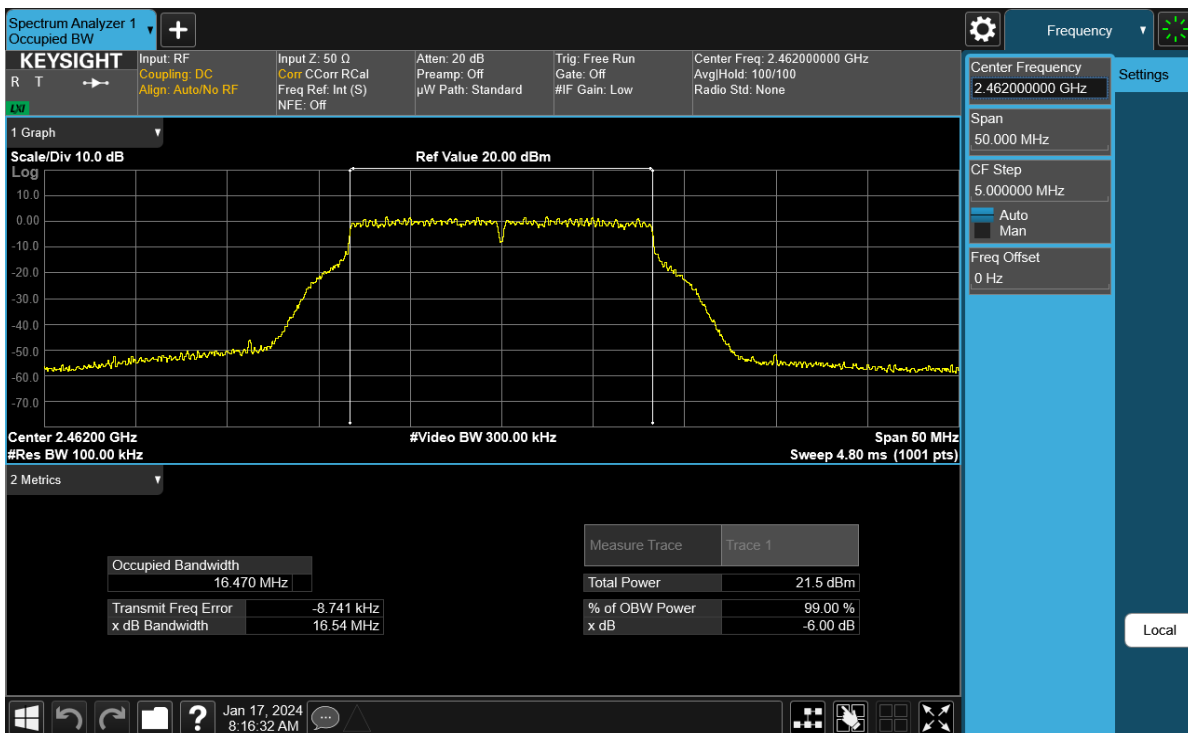 Spectrum Analyzer 1
Occupied BW
Frequency
KEYSIGHT
R T
LXI
Input: RF
Coupling: DC
Align: Auto/No RF
Input Z: 50 Ω
Corr CCorr RCal
Freq Ref: Int (S)
NFE: Off
Atten: 20 dB
Preamp: Off
µW Path: Standard
Trig: Free Run
Gate: Off
#IF Gain: Low
Center Freq: 2.462000000 GHz
Avg|Hold: 100/100
Radio Std: None
Center Frequency
2.462000000 GHz
Settings
Span
50.000 MHz
CF Step
5.000000 MHz
Auto
Man
Freq Offset
0 Hz
Local
1 Graph
Scale/Div 10.0 dB
Ref Value 20.00 dBm
Log
10.0
0.00
-10.0
-20.0
-30.0
-40.0
-50.0
-60.0
-70.0
Center 2.46200 GHz
#Video BW 300.00 kHz
Span 50 MHz
#Res BW 100.00 kHz
Sweep 4.80 ms (1001 pts)
2 Metrics
Measure Trace
Trace 1
Occupied Bandwidth
16.470 MHz
Total Power
21.5 dBm
Transmit Freq Error
-8.741 kHz
% of OBW Power
99.00 %
x dB Bandwidth
16.54 MHz
x dB
-6.00 dB
?
Jan 17, 2024
8:16:32 AM